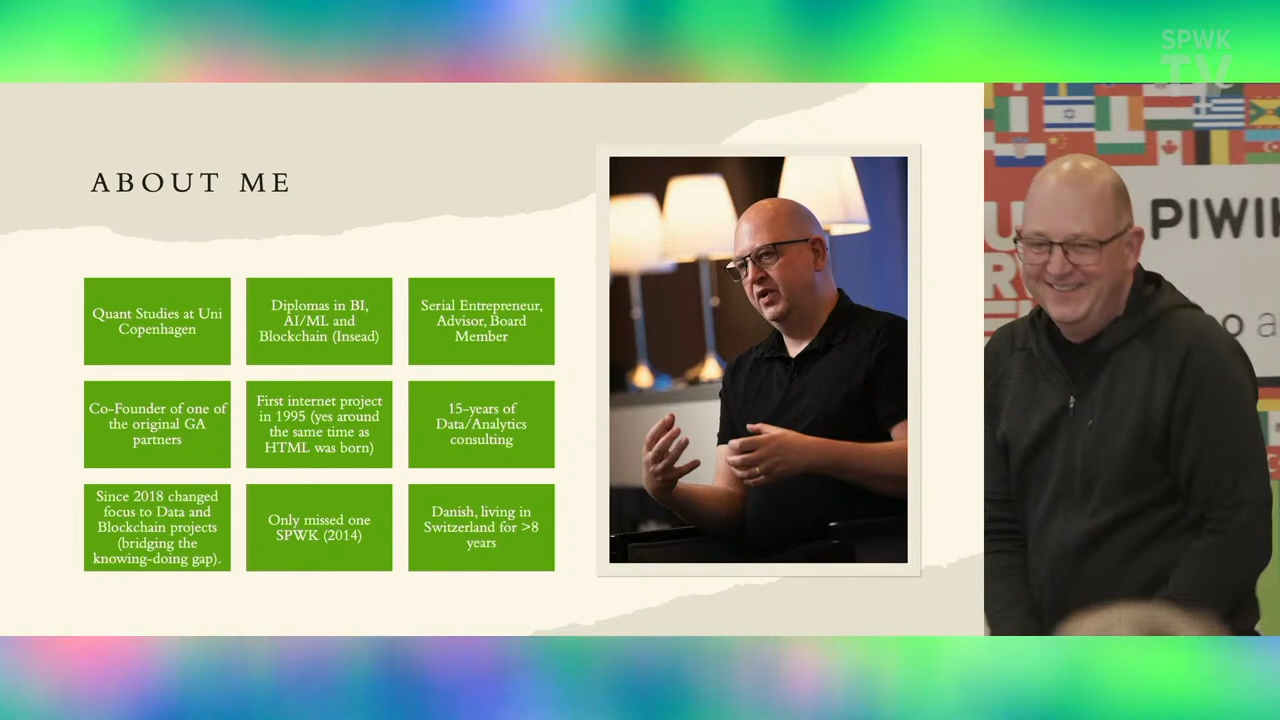 SPWK
TV
ABOUT ME
Quant Studies at Uni
Copenhagen
Diplomas in BI,
AI/ML and
Blockchain (Insead)
Serial Entrepreneur,
Advisor, Board
Member
Co-Founder of one of
the original GA
partners
First internet project
in 1995 (yes around
the same time as
HTML was born)
15-years of
Data/Analytics
consulting
Since 2018 changed
focus to Data and
Blockchain projects
(bridging the
knowing-doing gap).
Only missed one
SPWK (2014)
Danish, living in
Switzerland for >8
years
PIWIK